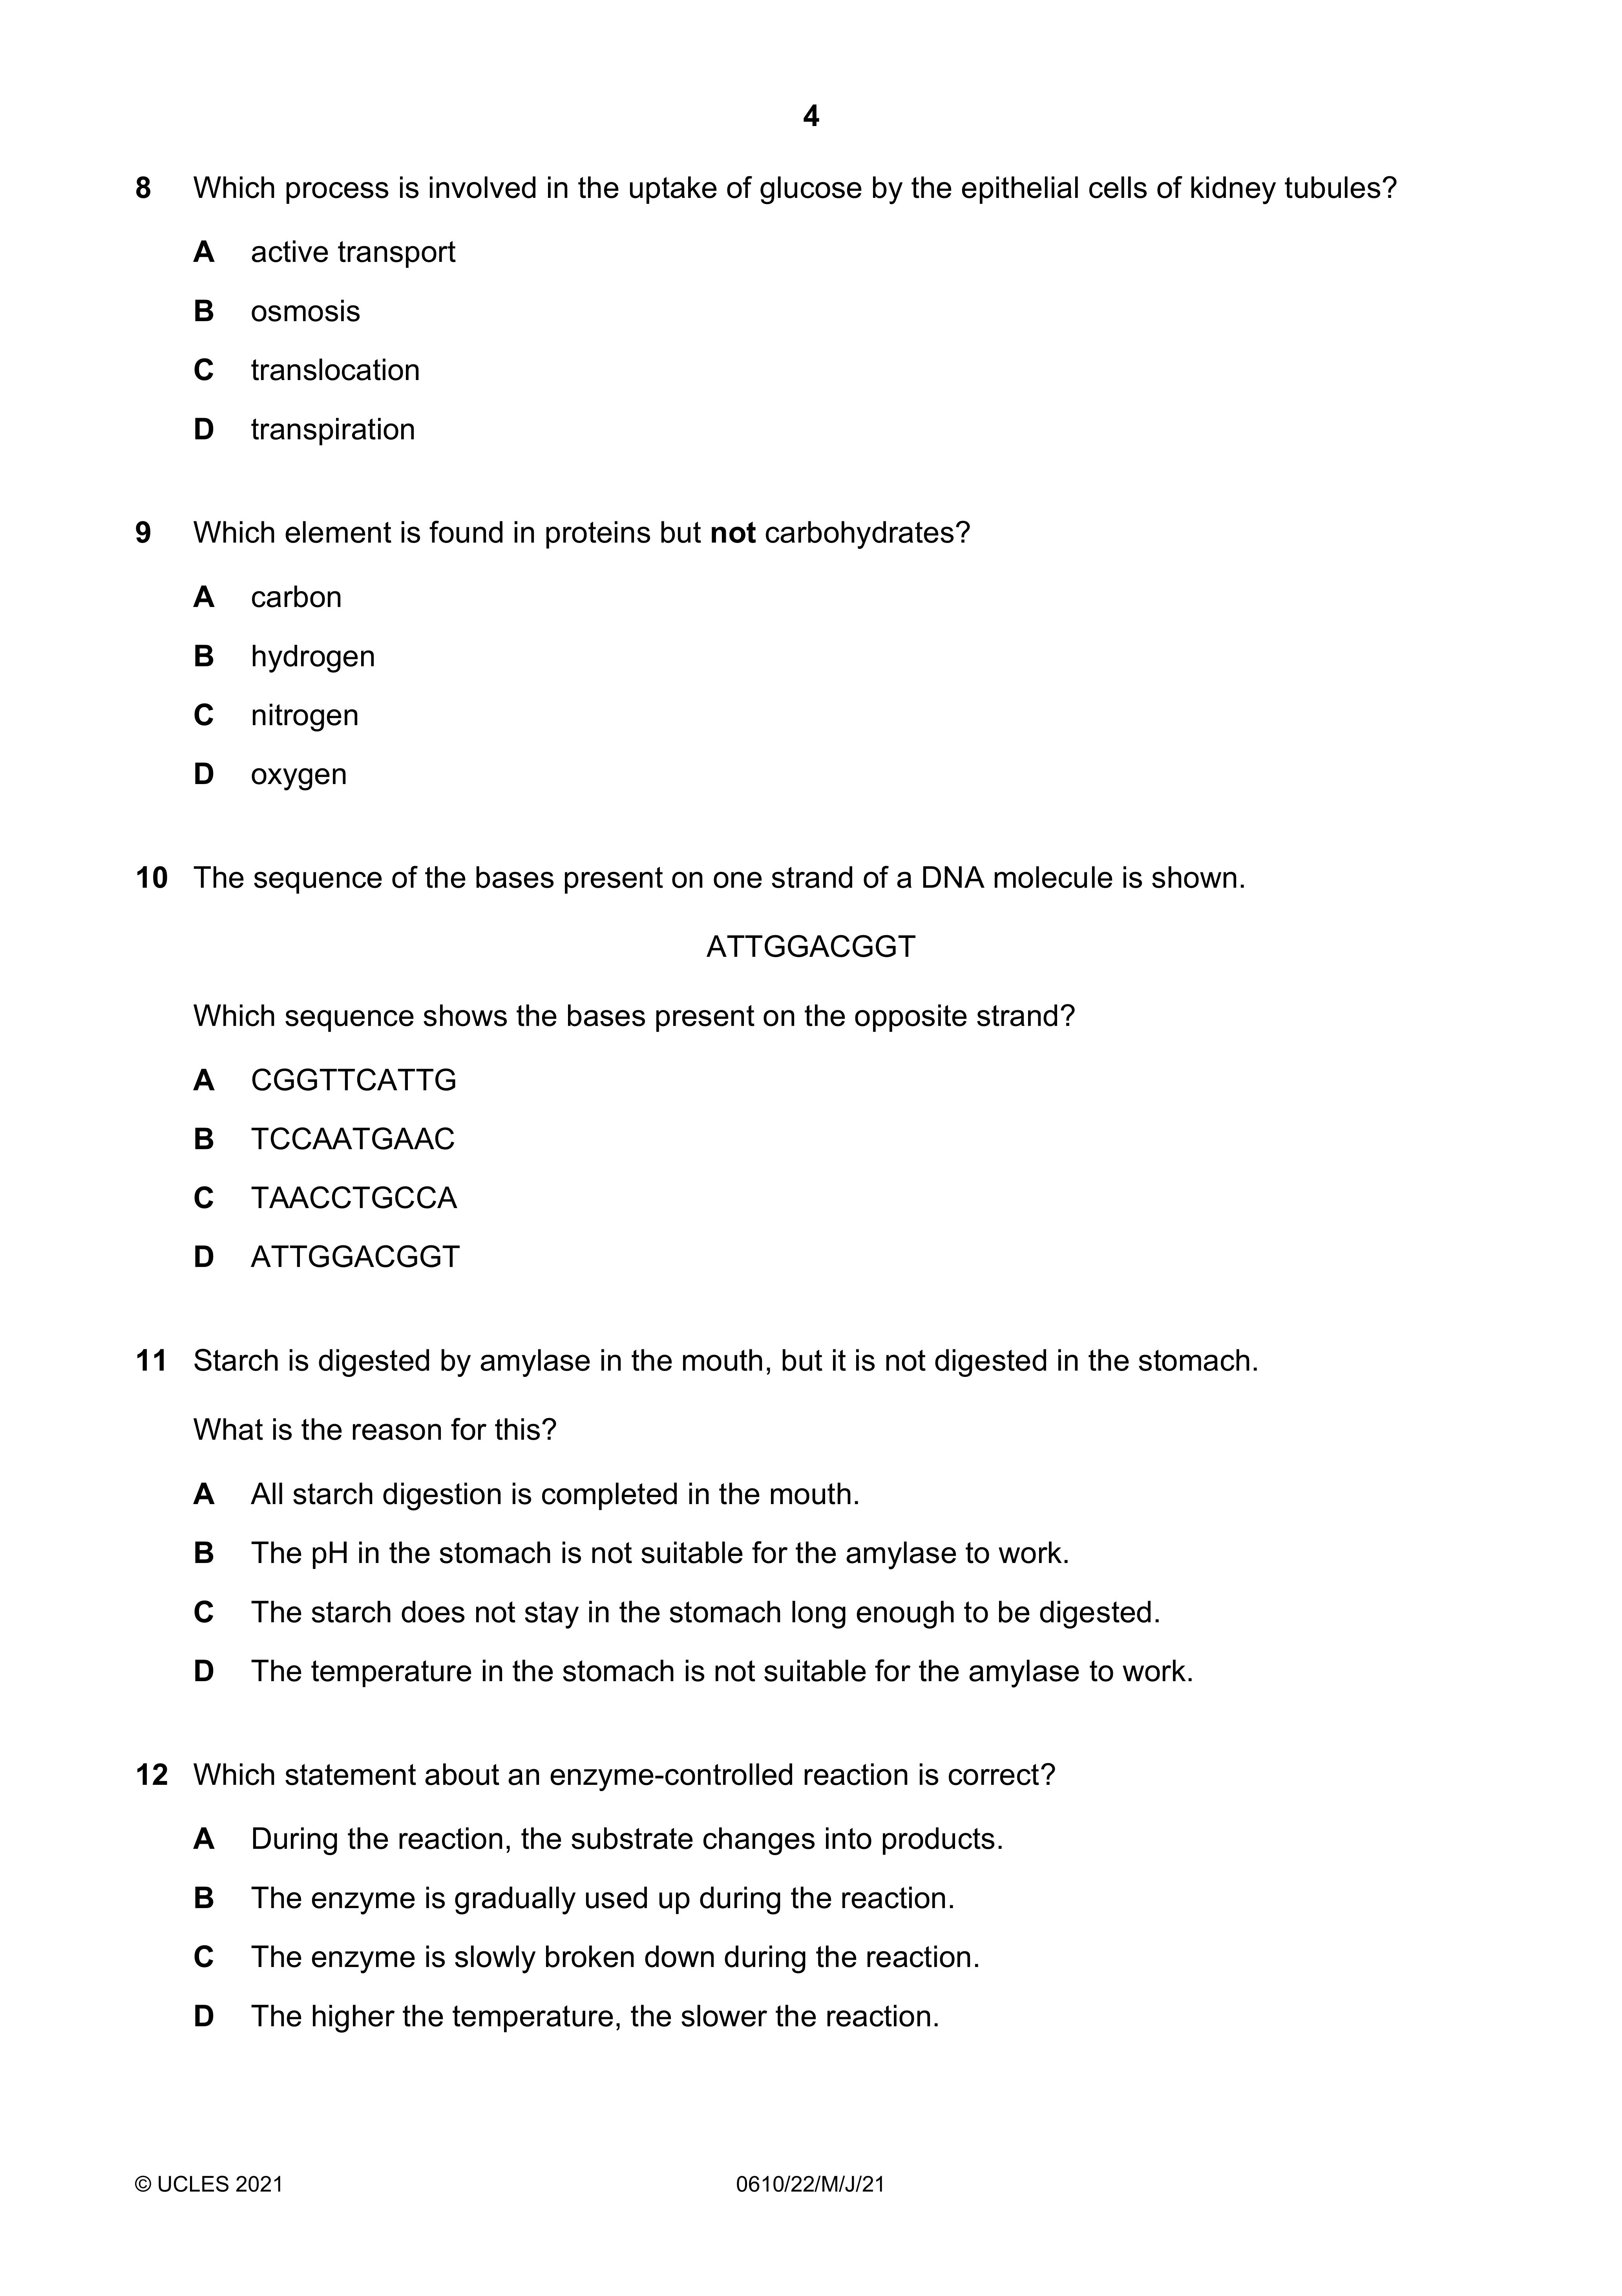 4
8 Which process is involved in the uptake of glucose by the epithelial cells of kidney tubules?
A active transport
B osmosis
C translocation
D transpiration
9 Which element is found in proteins but not carbohydrates?
A carbon
B hydrogen
C nitrogen
D oxygen
10 The sequence of the bases present on one strand of a DNA molecule is shown.
ATTGGACGGT
Which sequence shows the bases present on the opposite strand?
A CGGTTCATTG
B TCCAATGAAC
C TAACCTGCCA
D ATTGGACGGT
11 Starch is digested by amylase in the mouth, but it is not digested in the stomach.
What is the reason for this?
A All starch digestion is completed in the mouth.
B The pH in the stomach is not suitable for the amylase to work.
C The starch does not stay in the stomach long enough to be digested.
D The temperature in the stomach is not suitable for the amylase to work.
12 Which statement about an enzyme-controlled reaction is correct?
A During the reaction, the substrate changes into products.
B The enzyme is gradually used up during the reaction.
C The enzyme is slowly broken down during the reaction.
D The higher the temperature, the slower the reaction.
© UCLES 2021 0610/22/M/J/21